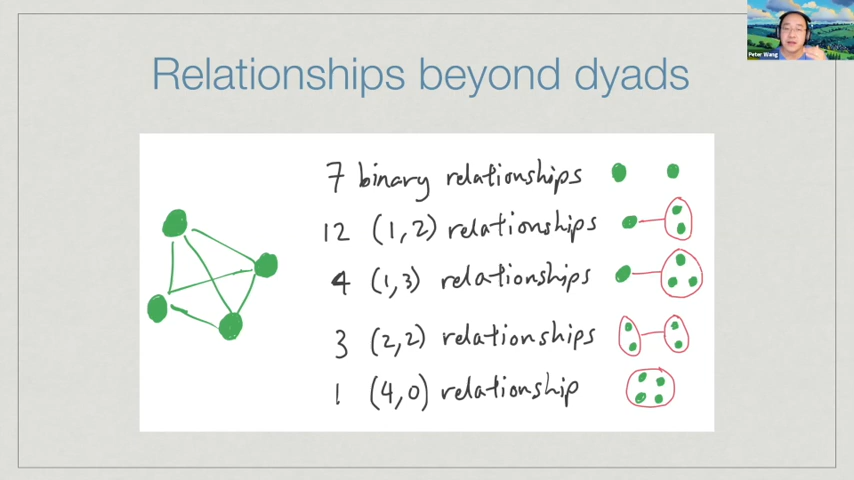 Peter Wang
Relationships beyond dyads
7 binary relationships
12 (1,2) relationships
4 (1,3) relationships
3 (2,2) relationships
1 (4,0) relationship